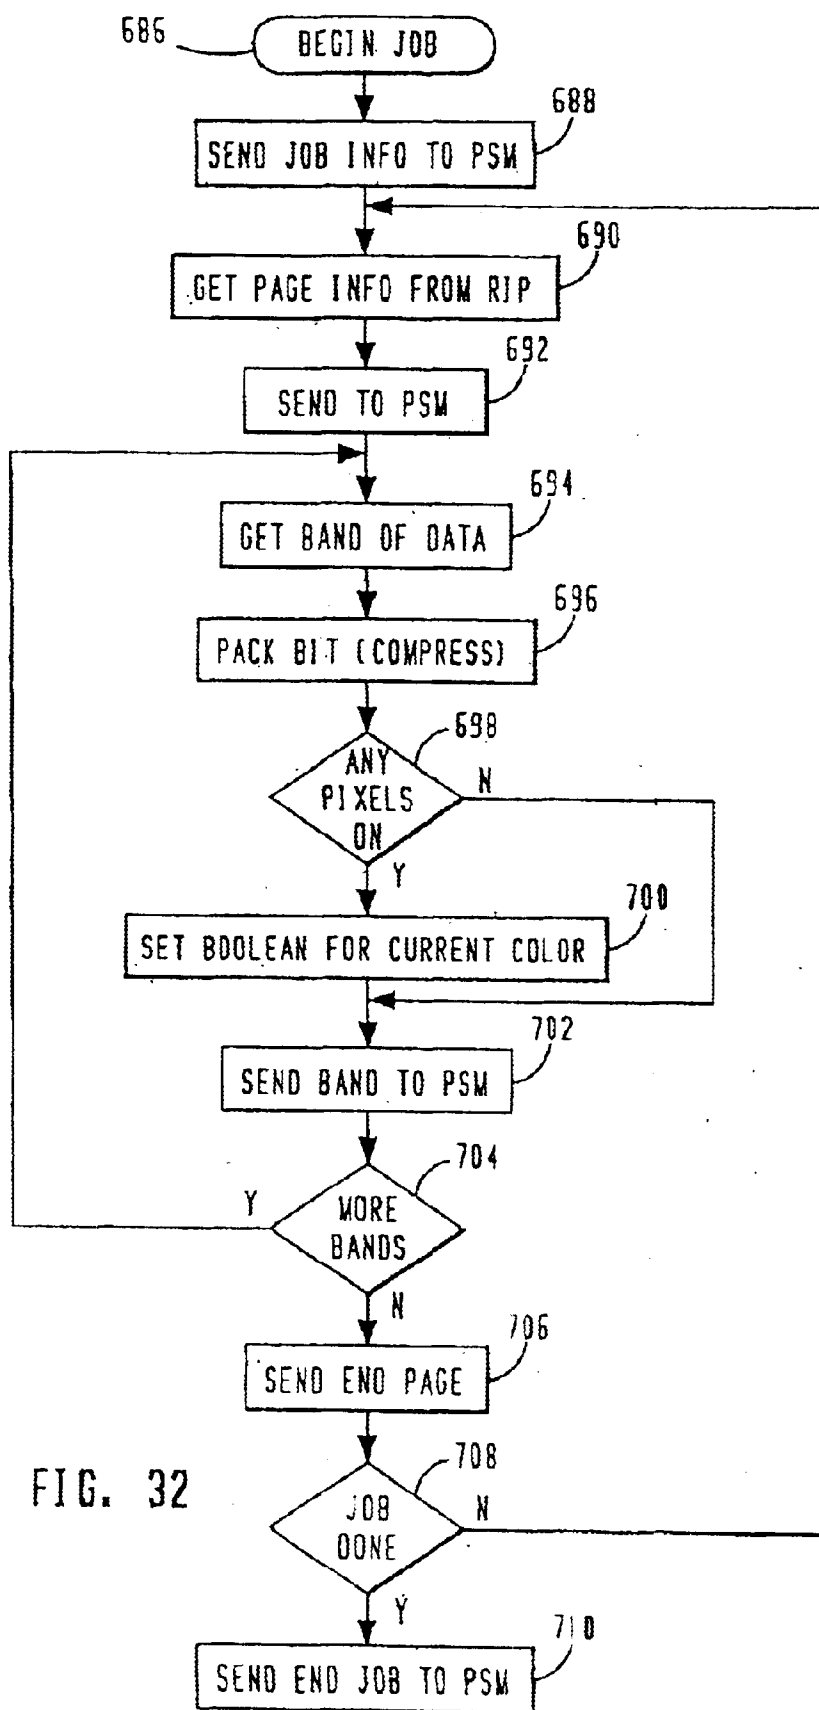 686
BEGIN JOB
688
SEND JOB INFO TO PSM
690
GET PAGE INFO FROM RIP
692
SEND TO PSM
694
GET BAND OF DATA
696
PACK BIT (COMPRESS)
698
ANY
PIXELS
ON
N
Y
700
SET BOOLEAN FOR CURRENT COLOR
702
SEND BAND TO PSM
704
Y
MORE
BANDS
N
706
SEND END PAGE
708
FIG. 32
JOB
DONE
N
Y
710
SEND END JOB TO PSM